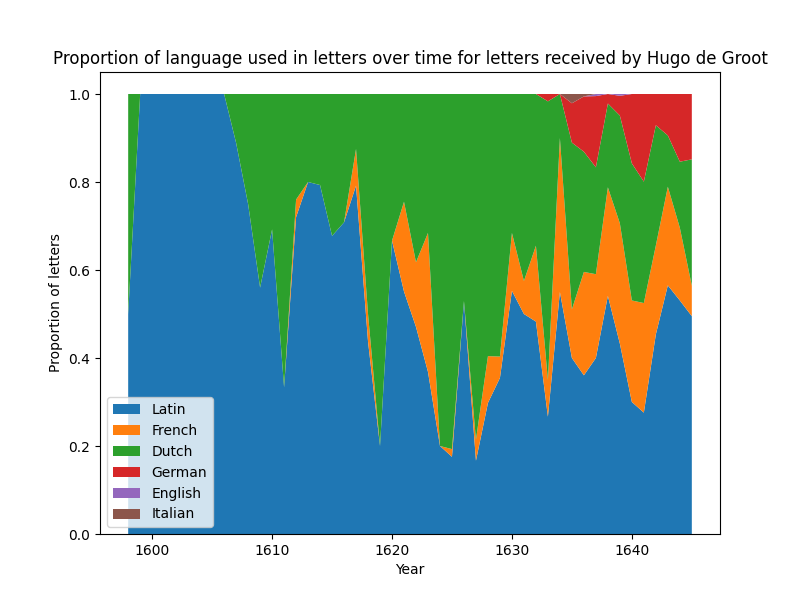 Proportion of language used in letters over time for letters received by Hugo de Groot
Proportion of letters
1.0
0.8
0.6
0.4
0.2
0.0
Latin
French
Dutch
German
English
Italian
1600 1610 1620 1630 1640
Year